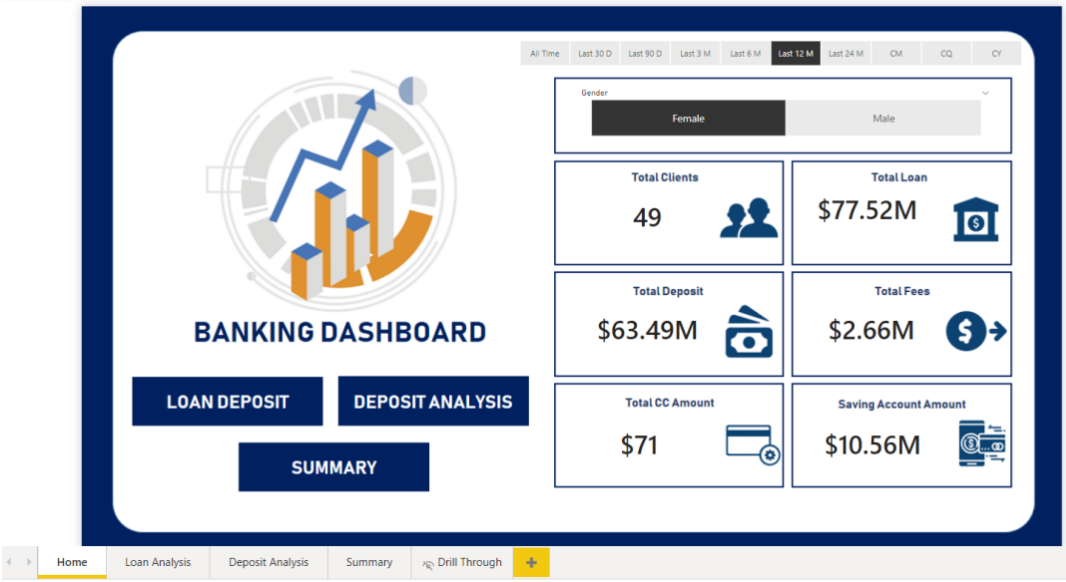 All Time Last 30 D Last 90 D Last 3 M Last 6 M Last 12 M Last 24 M CM CQ CY
Gender
Female Male
Total Clients
49
Total Loan
$77.52M
Total Deposit
$63.49M
Total Fees
$2.66M
Total CC Amount
$71
Saving Account Amount
$10.56M
BANKING DASHBOARD
LOAN DEPOSIT
DEPOSIT ANALYSIS
SUMMARY
Home Loan Analysis Deposit Analysis Summary Drill Through